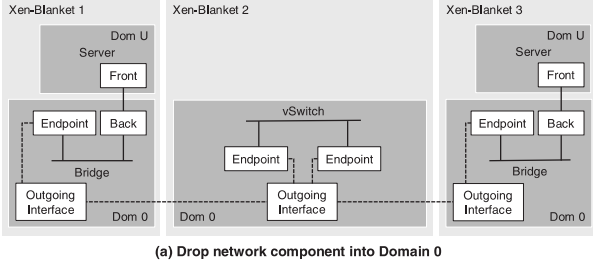 Xen-Blanket 1
Dom U
Server
Front
Endpoint
Back
Bridge
Outgoing
Interface
Dom 0
Xen-Blanket 2
vSwitch
Endpoint
Endpoint
Outgoing
Interface
Dom 0
Xen-Blanket 3
Dom U
Server
Front
Endpoint
Back
Bridge
Outgoing
Interface
Dom 0
(a) Drop network component into Domain 0